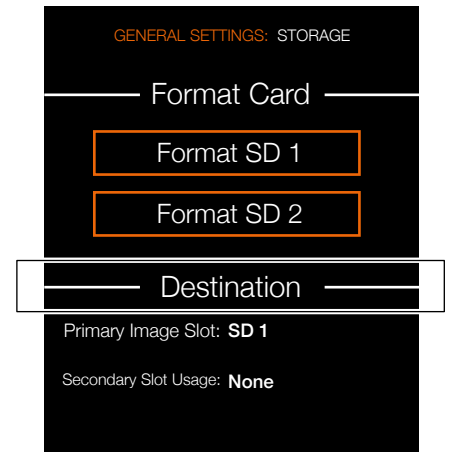 GENERAL SETTINGS: STORAGE
Format Card
Format SD 1
Format SD 2
Destination
Primary Image Slot: SD 1
Secondary Slot Usage: None